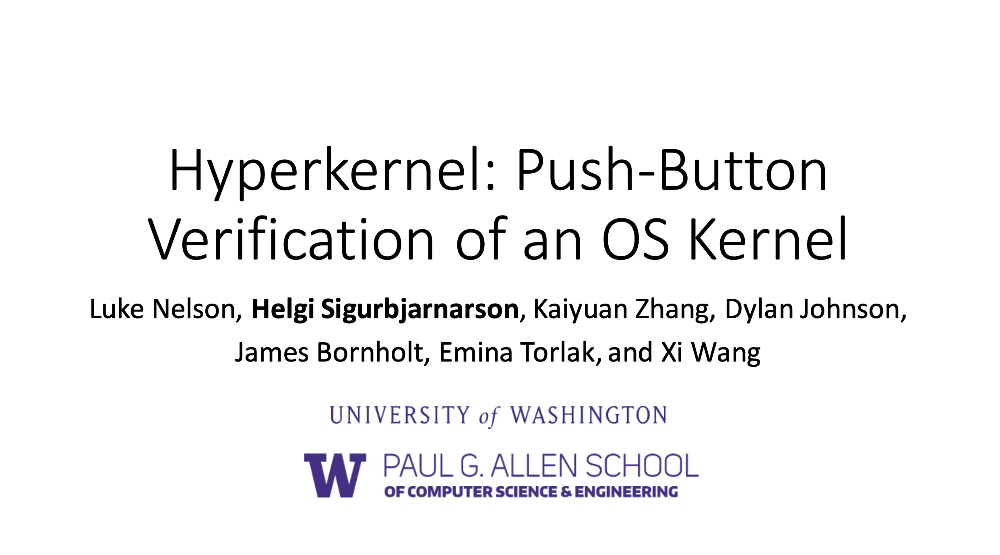 Hyperkernel: Push-Button
Verification of an OS Kernel
Luke Nelson, Helgi Sigurbjarnarson, Kaiyuan Zhang, Dylan Johnson,
James Bornholt, Emina Torlak, and Xi Wang
UNIVERSITY of WASHINGTON
W PAUL G. ALLEN SCHOOL
OF COMPUTER SCIENCE & ENGINEERING